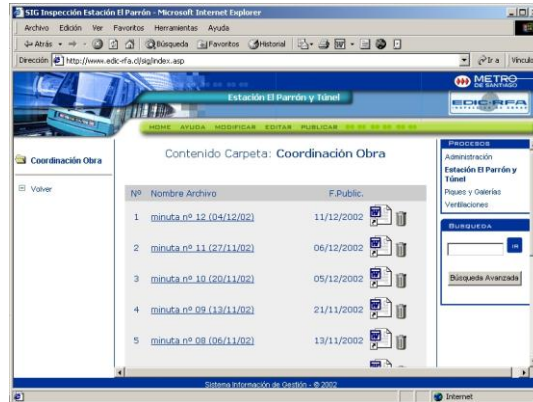 SIG Inspección Estación El Parrón - Microsoft Internet Explorer
Archivo Edición Ver Favoritos Herramientas Ayuda
Atrás Búsqueda Favoritos Historial
Dirección http://www.edic-rfa.cl/sig/index.asp Ir a Vínculos
METRO
DE SANTIAGO
Estación El Parrón y Túnel
EDIC-RFA
HOME AYUDA MODIFICAR EDITAR PUBLICAR
Coordinación Obra
Volver
Contenido Carpeta: Coordinación Obra
Nº Nombre Archivo F.Public.
1 minuta nº 12 (04/12/02) 11/12/2002
2 minuta nº 11 (27/11/02) 06/12/2002
3 minuta nº 10 (20/11/02) 05/12/2002
4 minuta nº 09 (13/11/02) 21/11/2002
5 minuta nº 08 (06/11/02) 13/11/2002
PROCESOS
Administración
Estación El Parrón y
Túnel
Piques y Galerías
Ventilaciones
BUSQUEDA
IR
Búsqueda Avanzada
Sistema Información de Gestión - © 2002
Internet